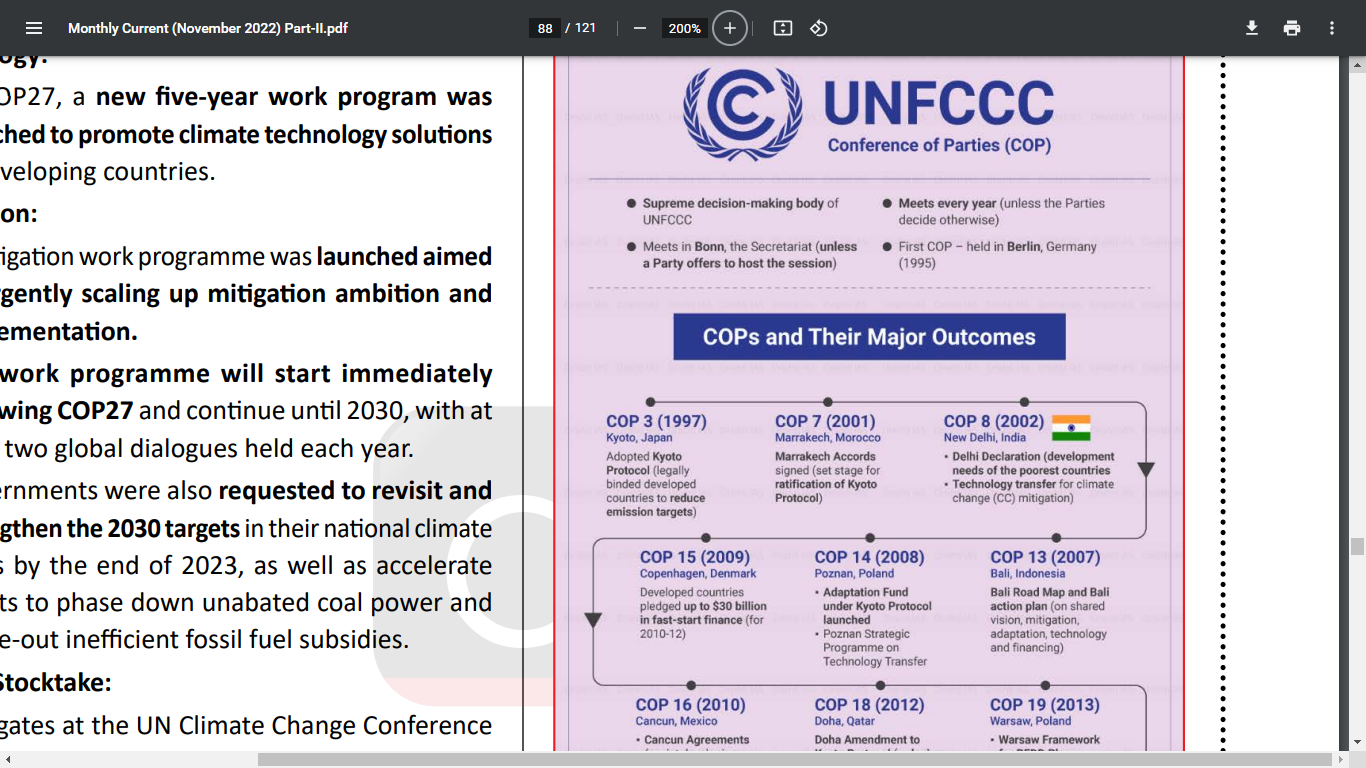 Monthly Current (November 2022) Part-II.pdf
88 / 121
200%
ogy:
OP27, a new five-year work program was
ched to promote climate technology solutions
veloping countries.
on:
tigation work programme was launched aimed
rgently scaling up mitigation ambition and
ementation.
work programme will start immediately
wing COP27 and continue until 2030, with at
two global dialogues held each year.
ernments were also requested to revisit and
ngthen the 2030 targets in their national climate
s by the end of 2023, as well as accelerate
ts to phase down unabated coal power and
e-out inefficient fossil fuel subsidies.
Stocktake:
gates at the UN Climate Change Conference
UNFCCC
Conference of Parties (COP)
● Supreme decision-making body of
UNFCCC
● Meets in Bonn, the Secretariat (unless
a Party offers to host the session)
● Meets every year (unless the Parties
decide otherwise)
● First COP – held in Berlin, Germany
(1995)
COPs and Their Major Outcomes
COP 3 (1997)
Kyoto, Japan
Adopted Kyoto
Protocol (legally
binded developed
countries to reduce
emission targets)
COP 7 (2001)
Marrakech, Morocco
Marrakech Accords
signed (set stage for
ratification of Kyoto
Protocol)
COP 8 (2002)
New Delhi, India
• Delhi Declaration (development
needs of the poorest countries
• Technology transfer for climate
change (CC) mitigation)
COP 15 (2009)
Copenhagen, Denmark
Developed countries
pledged up to $30 billion
in fast-start finance (for
2010-12)
COP 14 (2008)
Poznan, Poland
• Adaptation Fund
under Kyoto Protocol
launched
• Poznan Strategic
Programme on
Technology Transfer
COP 13 (2007)
Bali, Indonesia
Bali Road Map and Bali
action plan (on shared
vision, mitigation,
adaptation, technology
and financing)
COP 16 (2010)
Cancun, Mexico
• Cancun Agreements
COP 18 (2012)
Doha, Qatar
Doha Amendment to
COP 19 (2013)
Warsaw, Poland
• Warsaw Framework